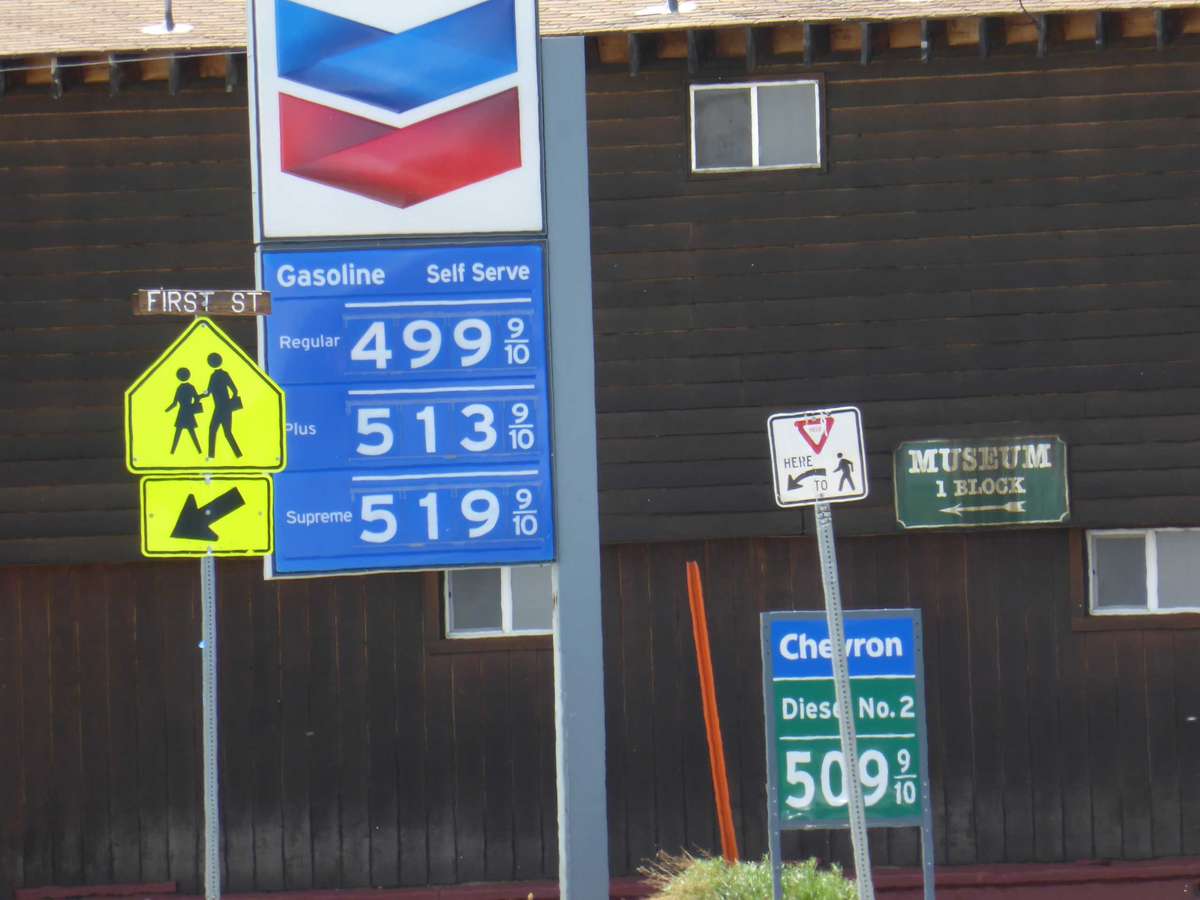 Gasoline Self Serve
Regular 499 9/10
Plus 513 9/10
Supreme 519 9/10
FIRST ST
HERE
TO
MUSEUM
1 BLOCK
Chevron
Diesel No. 2
509 9/10